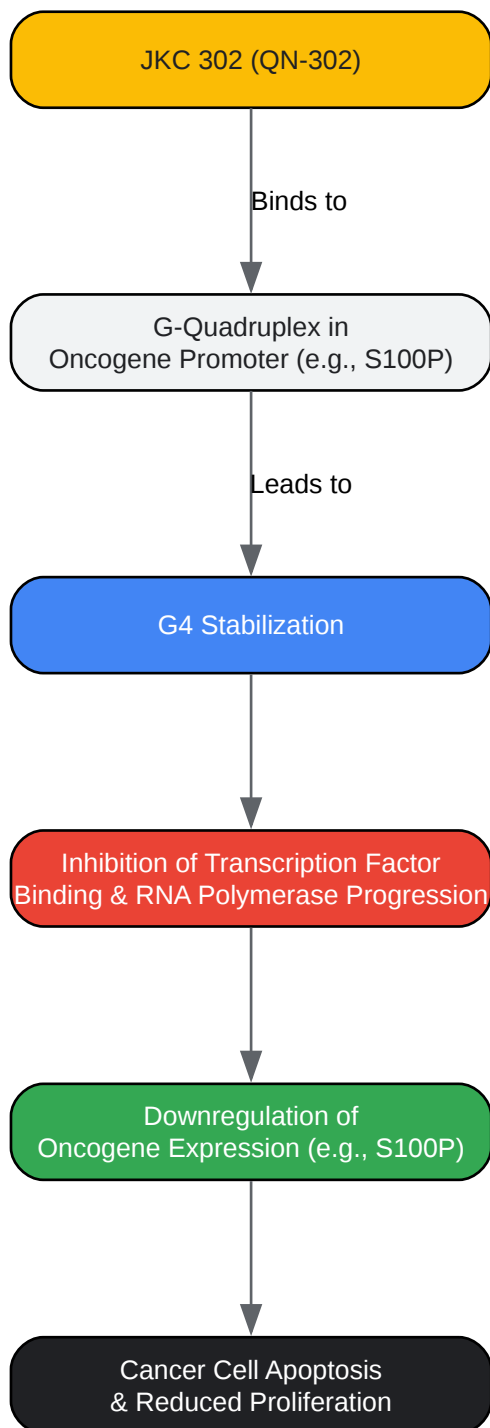 JKC 302 (QN-302)
Binds to
G-Quadruplex in
Oncogene Promoter (e.g., S100P)
Leads to
G4 Stabilization
Inhibition of Transcription Factor
Binding & RNA Polymerase Progression
Downregulation of
Oncogene Expression (e.g., S100P)
Cancer Cell Apoptosis
& Reduced Proliferation